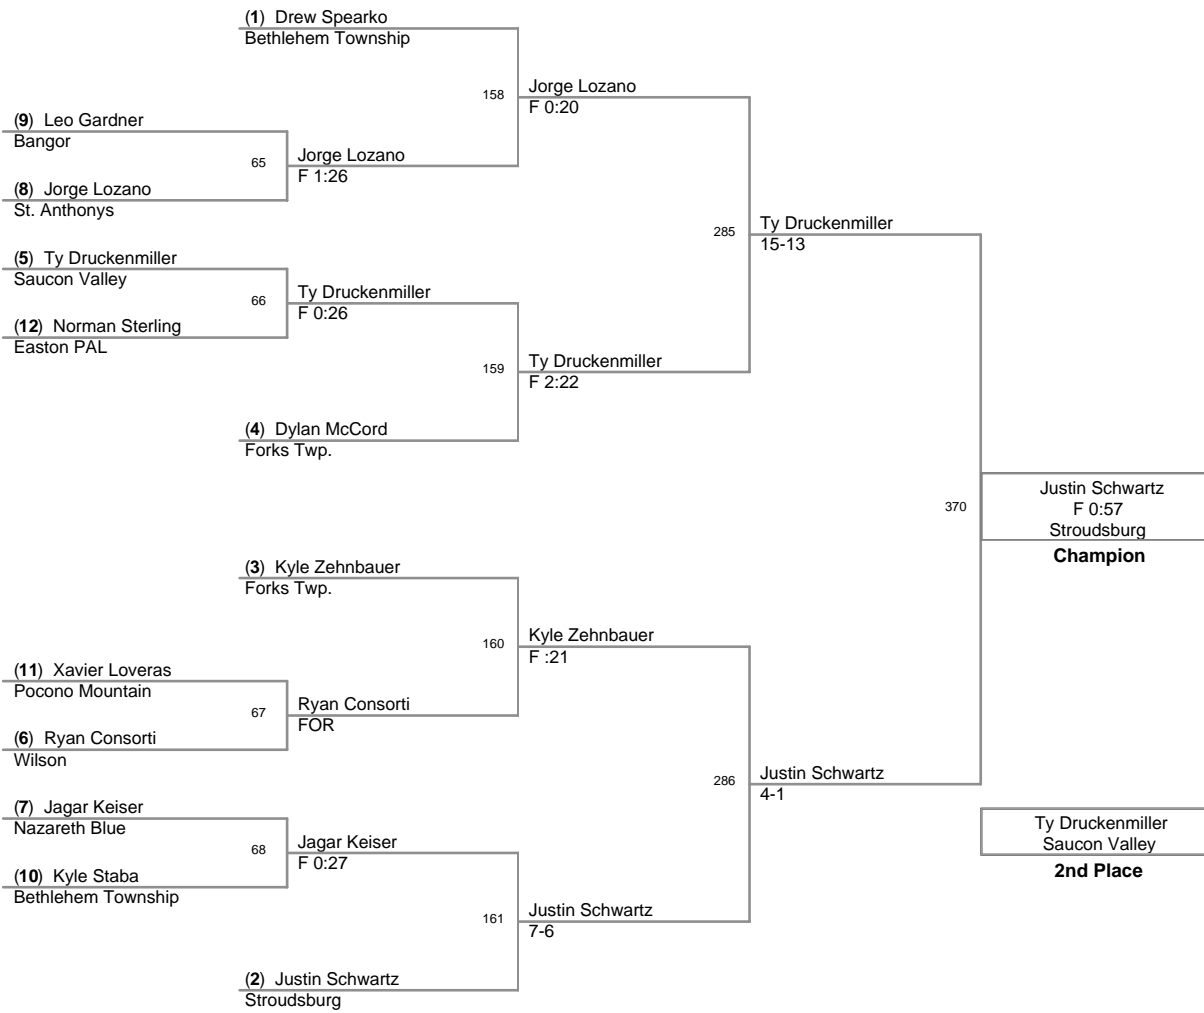 (1) Drew Spearko
Bethlehem Township
158
Jorge Lozano
F 0:20
(9) Leo Gardner
Bangor
65
Jorge Lozano
F 1:26
(8) Jorge Lozano
St. Anthonys
285
Ty Druckenmiller
15-13
(5) Ty Druckenmiller
Saucon Valley
66
Ty Druckenmiller
F 0:26
(12) Norman Sterling
Easton PAL
159
Ty Druckenmiller
F 2:22
(4) Dylan McCord
Forks Twp.
370
Justin Schwartz
F 0:57
Stroudsburg
Champion
(3) Kyle Zehnbauer
Forks Twp.
160
Kyle Zehnbauer
F :21
(11) Xavier Loveras
Pocono Mountain
67
Ryan Consorti
FOR
(6) Ryan Consorti
Wilson
286
Justin Schwartz
4-1
(7) Jagar Keiser
Nazareth Blue
68
Jagar Keiser
F 0:27
(10) Kyle Staba
Bethlehem Township
161
Justin Schwartz
7-6
(2) Justin Schwartz
Stroudsburg
Ty Druckenmiller
Saucon Valley
2nd Place